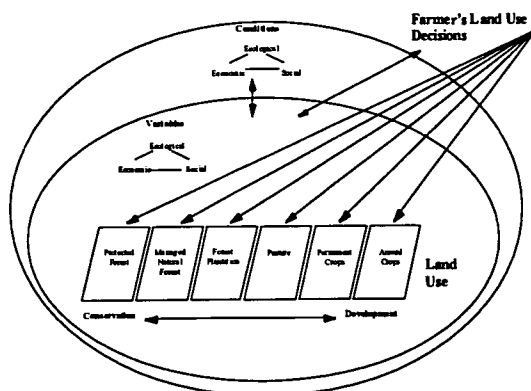 Conditions
Farmer's Land Use
Decisions
Ecological
Economic
Social
Variables
Ecological
Economic
Social
Protected
Forest
Managed
Natural
Forest
Forest
Plantation
Pasture
Permanent
Crops
Annual
Crops
Land
Use
Conservation
Development